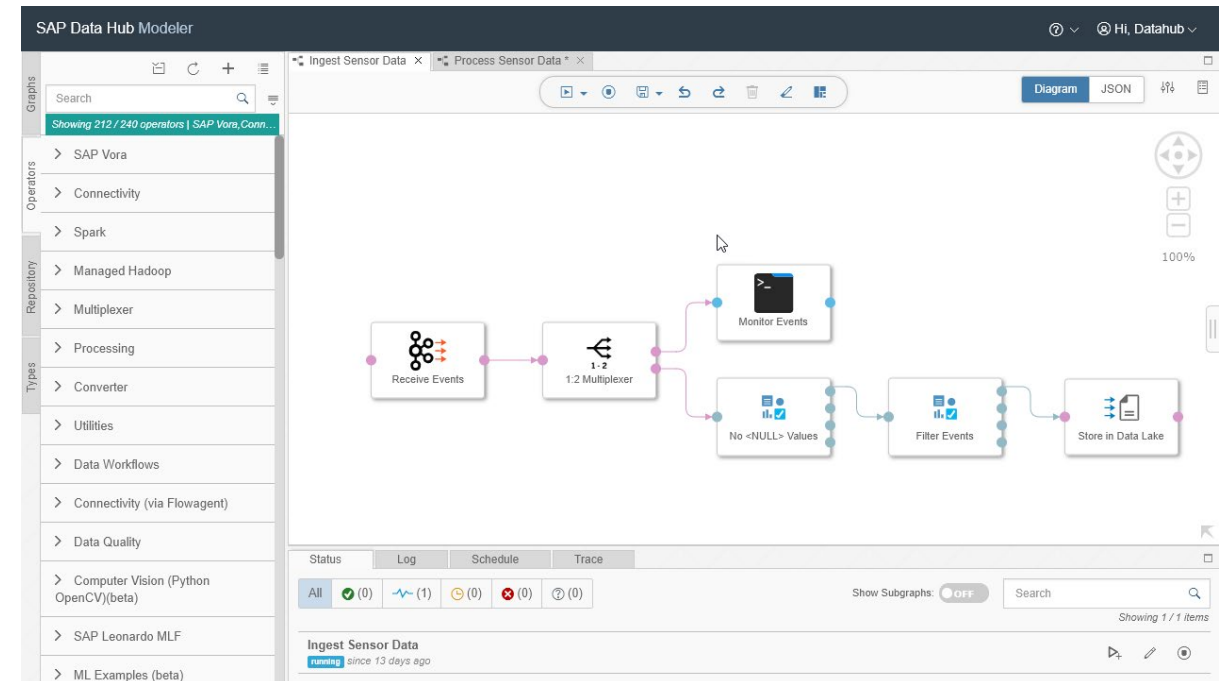 SAP Data Hub Modeler
Hi, Datahub
Graphs
Operators
Repository
Types
Search
Showing 212 / 240 operators | SAP Vora,Conn...
SAP Vora
Connectivity
Spark
Managed Hadoop
Multiplexer
Processing
Converter
Utilities
Data Workflows
Connectivity (via Flowagent)
Data Quality
Computer Vision (Python
OpenCV)(beta)
SAP Leonardo MLF
ML Examples (beta)
Ingest Sensor Data
Process Sensor Data *
Diagram
JSON
100%
Receive Events
1-2
1:2 Multiplexer
>_
Monitor Events
No <NULL> Values
Filter Events
Store in Data Lake
Status
Log
Schedule
Trace
All
(0)
(1)
(0)
(0)
(0)
Show Subgraphs:
OFF
Search
Showing 1 / 1 items
Ingest Sensor Data
running since 13 days ago